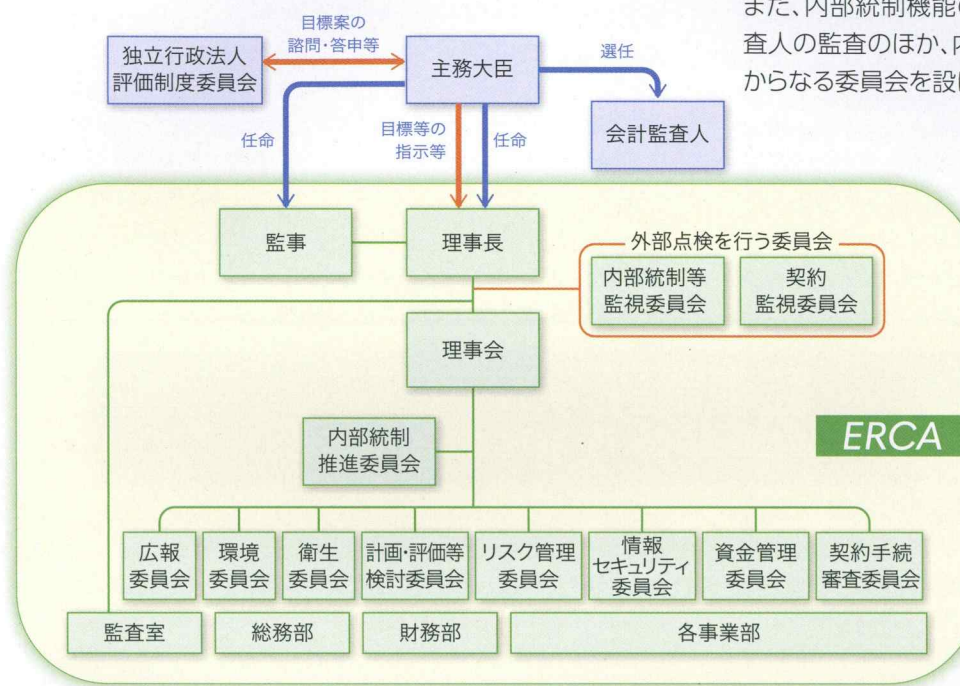 また、内部統制機能の
査人の監査のほか、内
からなる委員会を設け
目標案の
諮問・答申等
独立行政法人
評価制度委員会
主務大臣
選任
会計監査人
任命
目標等の
指示等
任命
監事
理事長
外部点検を行う委員会
内部統制等
監視委員会
契約
監視委員会
理事会
内部統制
推進委員会
ERCA
広報
委員会
環境
委員会
衛生
委員会
計画・評価等
検討委員会
リスク管理
委員会
情報
セキュリティ
委員会
資金管理
委員会
契約手続
審査委員会
監査室
総務部
財務部
各事業部